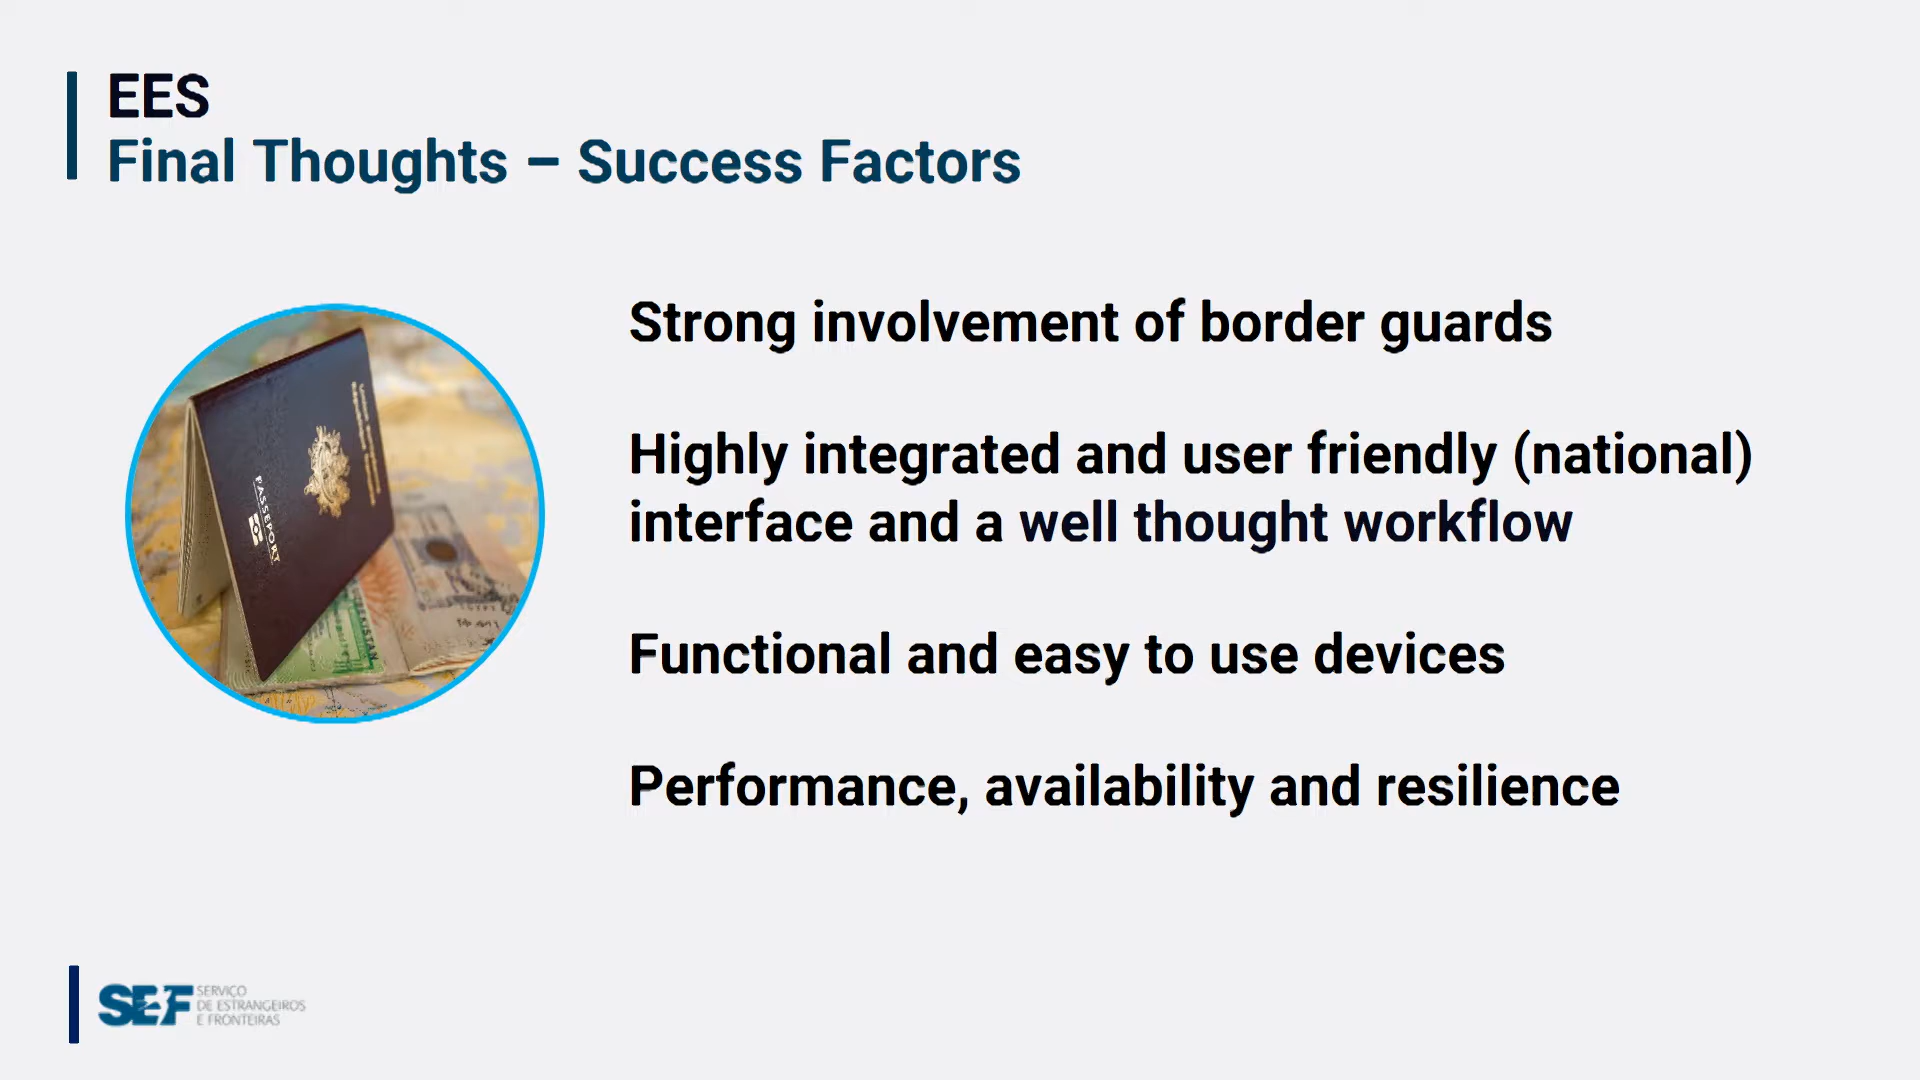 EES
Final Thoughts – Success Factors
Strong involvement of border guards
Highly integrated and user friendly (national)
interface and a well thought workflow
Functional and easy to use devices
Performance, availability and resilience
PASSEPORT
SEF
SERVIÇO
DE ESTRANGEIROS
E FRONTEIRAS